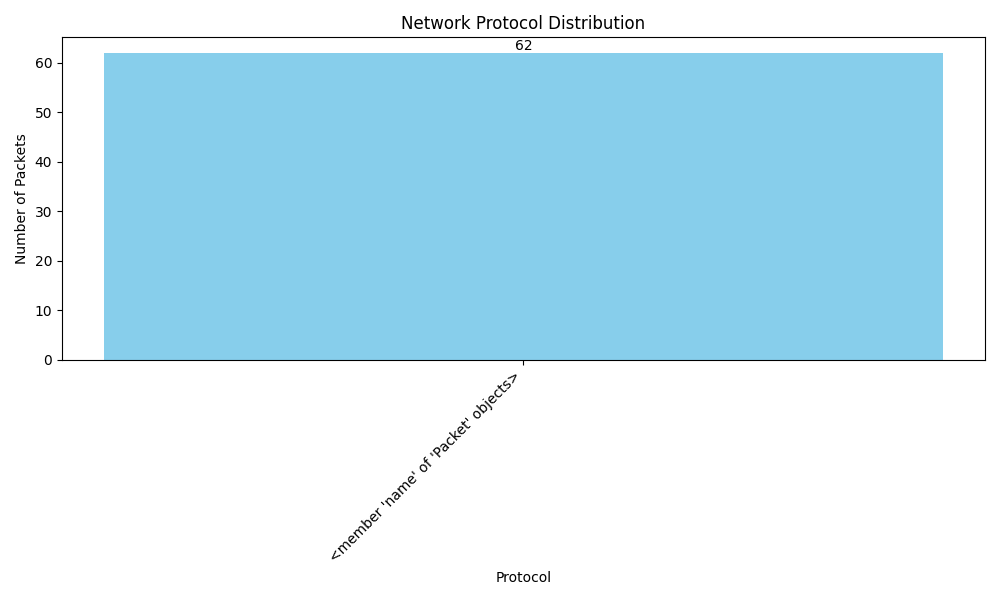 Network Protocol Distribution
62
Number of Packets
60
50
40
30
20
10
0
<member 'name' of 'Packet' objects>
Protocol